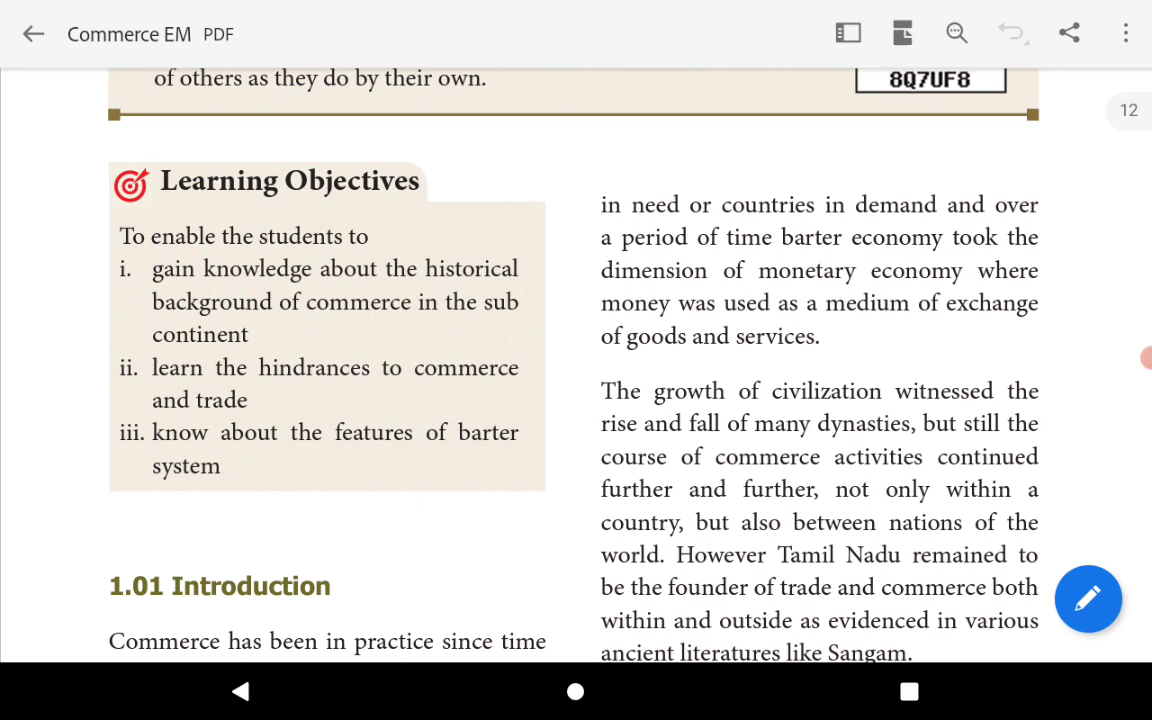 Commerce EM PDF
of others as they do by their own.
8Q7UF8
12
Learning Objectives
To enable the students to
i. gain knowledge about the historical
background of commerce in the sub
continent
ii. learn the hindrances to commerce
and trade
iii. know about the features of barter
system
1.01 Introduction
Commerce has been in practice since time
in need or countries in demand and over
a period of time barter economy took the
dimension of monetary economy where
money was used as a medium of exchange
of goods and services.
The growth of civilization witnessed the
rise and fall of many dynasties, but still the
course of commerce activities continued
further and further, not only within a
country, but also between nations of the
world. However Tamil Nadu remained to
be the founder of trade and commerce both
within and outside as evidenced in various
ancient literatures like Sangam.